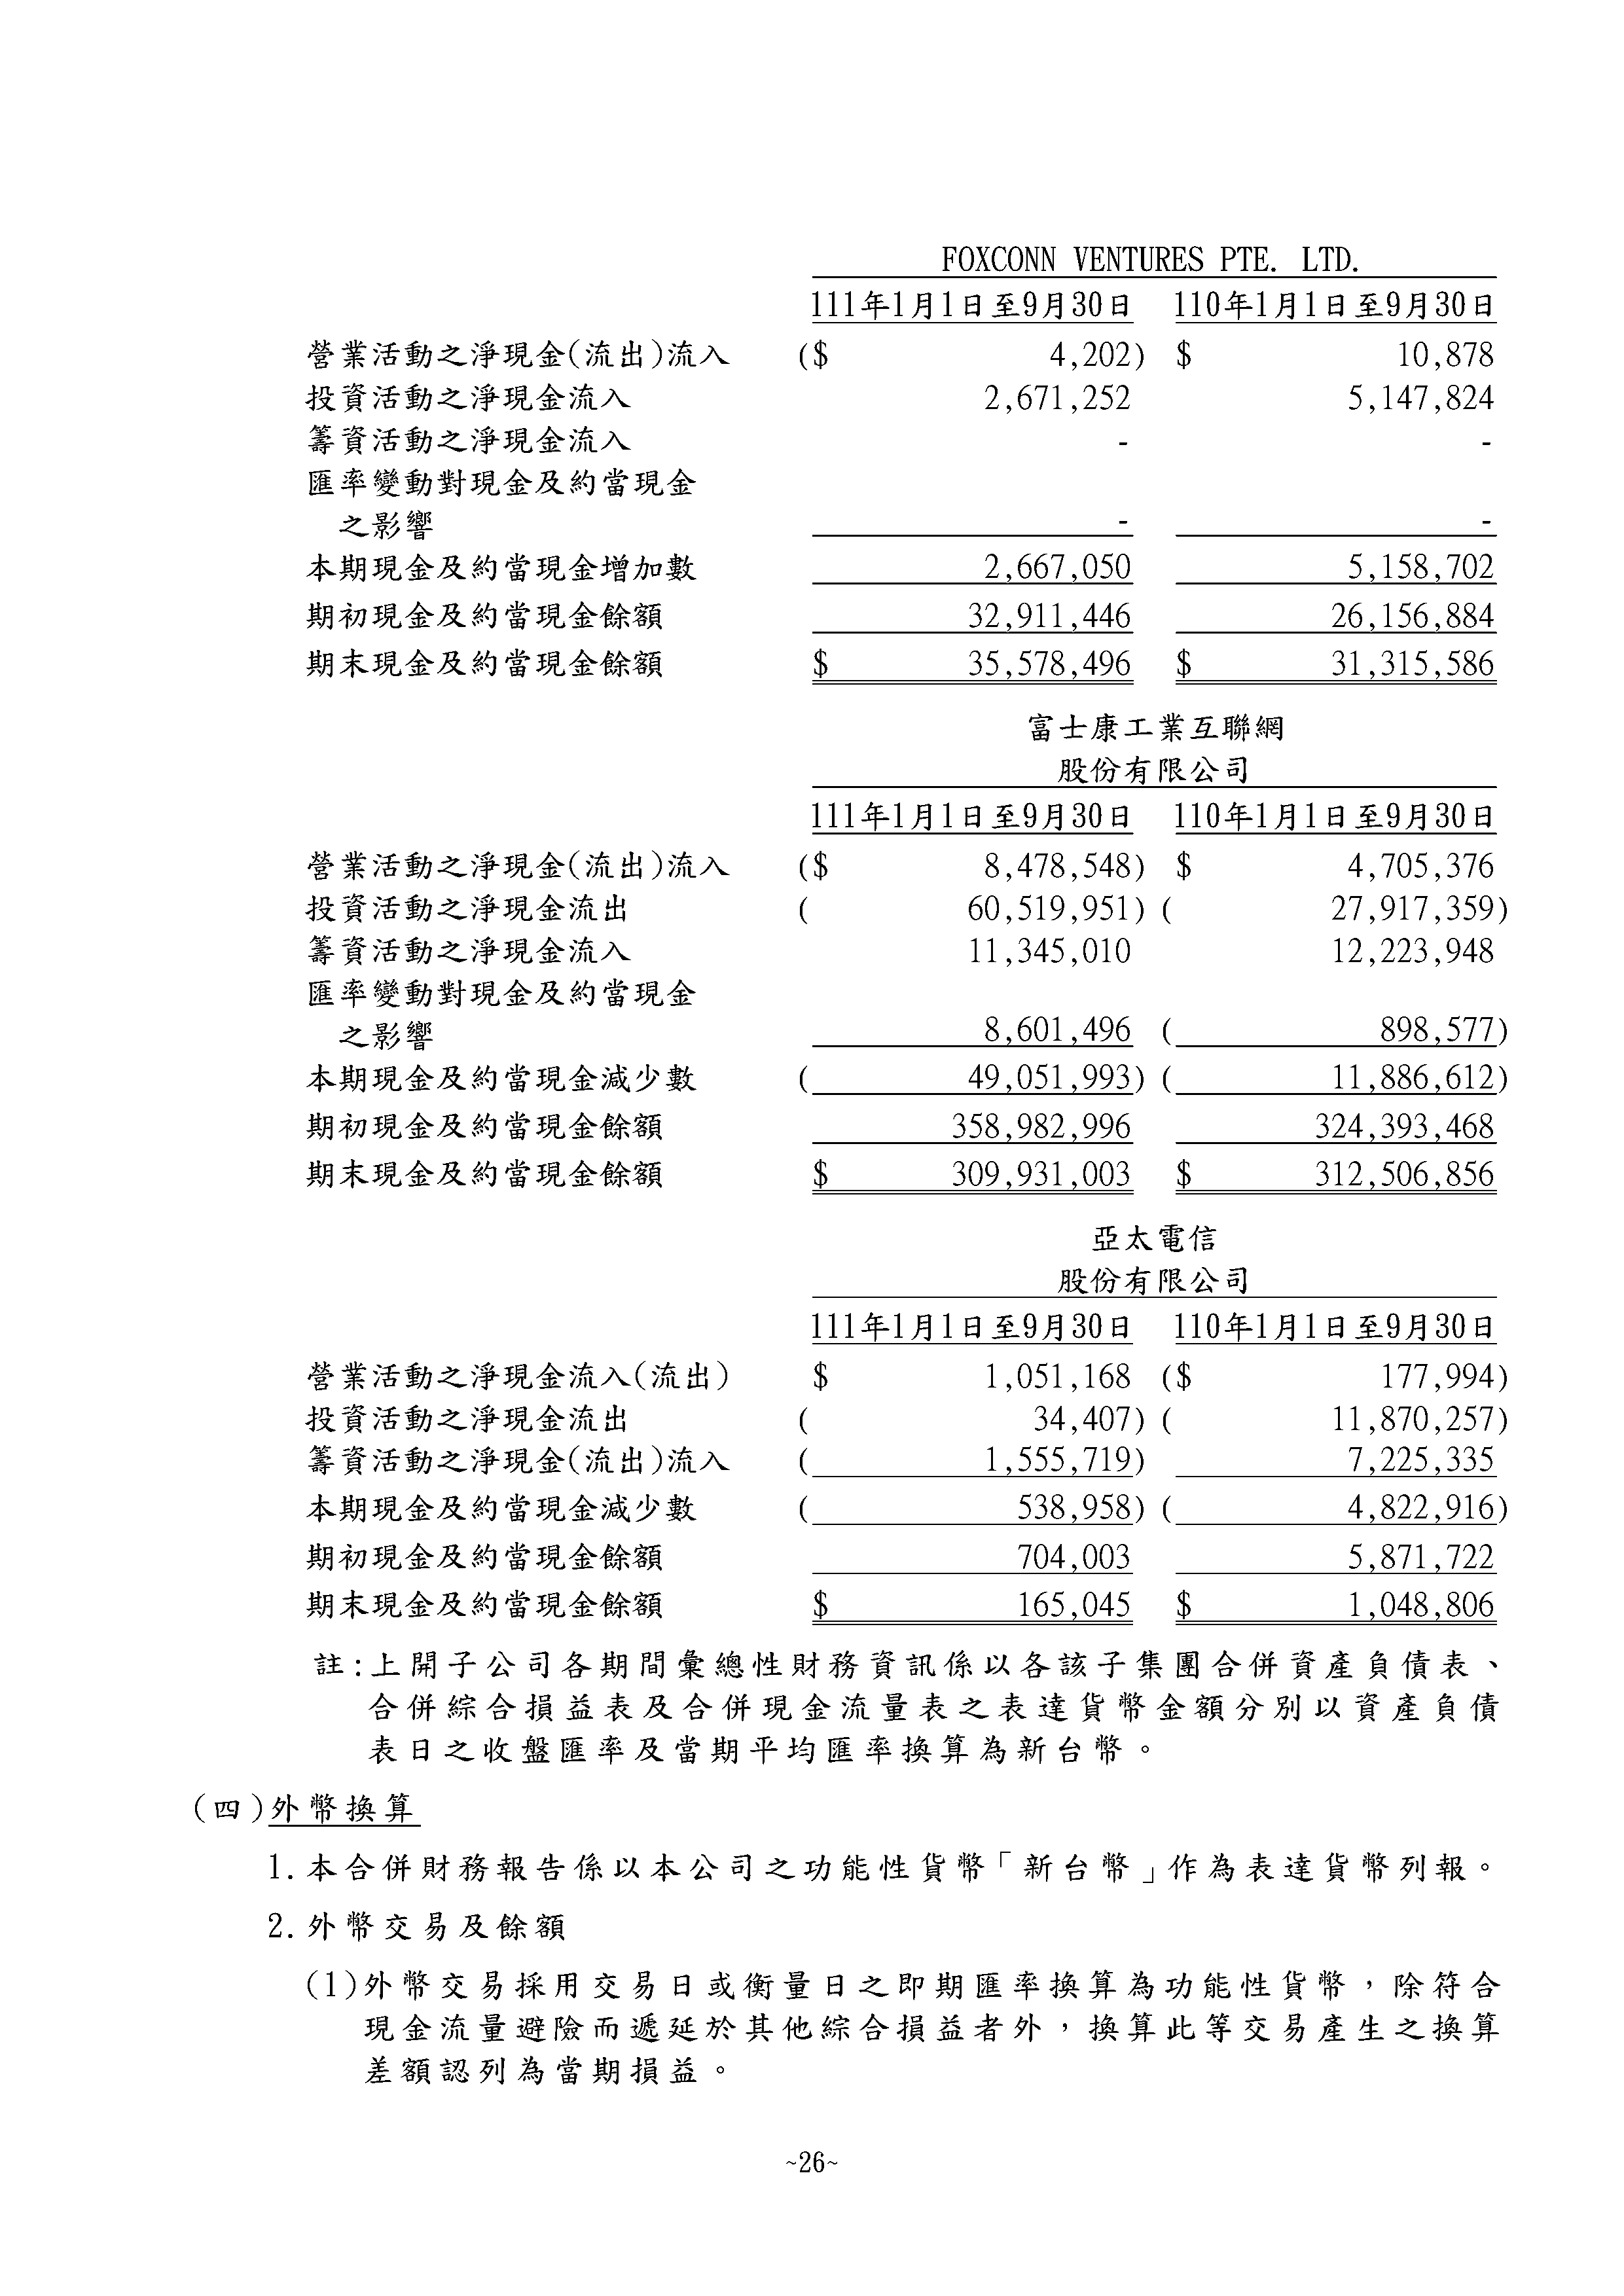 FOXCONN VENTURES PTE. LTD.
111年1月1日至9月30日 110年1月1日至9月30日
營業活動之淨現金(流出)流入 ($ 4,202) $ 10,878
投資活動之淨現金流入 2,671,252 5,147,824
籌資活動之淨現金流入 - -
匯率變動對現金及約當現金
之影響 - -
本期現金及約當現金增加數 2,667,050 5,158,702
期初現金及約當現金餘額 32,911,446 26,156,884
期末現金及約當現金餘額 $ 35,578,496 $ 31,315,586
富士康工業互聯網
股份有限公司
111年1月1日至9月30日 110年1月1日至9月30日
營業活動之淨現金(流出)流入 ($ 8,478,548) $ 4,705,376
投資活動之淨現金流出 ( 60,519,951) ( 27,917,359)
籌資活動之淨現金流入 11,345,010 12,223,948
匯率變動對現金及約當現金
之影響 8,601,496 ( 898,577)
本期現金及約當現金減少數 ( 49,051,993) ( 11,886,612)
期初現金及約當現金餘額 358,982,996 324,393,468
期末現金及約當現金餘額 $ 309,931,003 $ 312,506,856
亞太電信
股份有限公司
111年1月1日至9月30日 110年1月1日至9月30日
營業活動之淨現金流入(流出) $ 1,051,168 ($ 177,994)
投資活動之淨現金流出 ( 34,407) ( 11,870,257)
籌資活動之淨現金(流出)流入 ( 1,555,719) 7,225,335
本期現金及約當現金減少數 ( 538,958) ( 4,822,916)
期初現金及約當現金餘額 704,003 5,871,722
期末現金及約當現金餘額 $ 165,045 $ 1,048,806
註:上開子公司各期間彙總性財務資訊係以各該子集團合併資產負債表、
合併綜合損益表及合併現金流量表之表達貨幣金額分別以資產負債
表日之收盤匯率及當期平均匯率換算為新台幣。
(四)外幣換算
1.本合併財務報告係以本公司之功能性貨幣「新台幣」作為表達貨幣列報。
2.外幣交易及餘額
(1)外幣交易採用交易日或衡量日之即期匯率換算為功能性貨幣，除符合
現金流量避險而遞延於其他綜合損益者外，換算此等交易產生之換算
差額認列為當期損益。
~26~